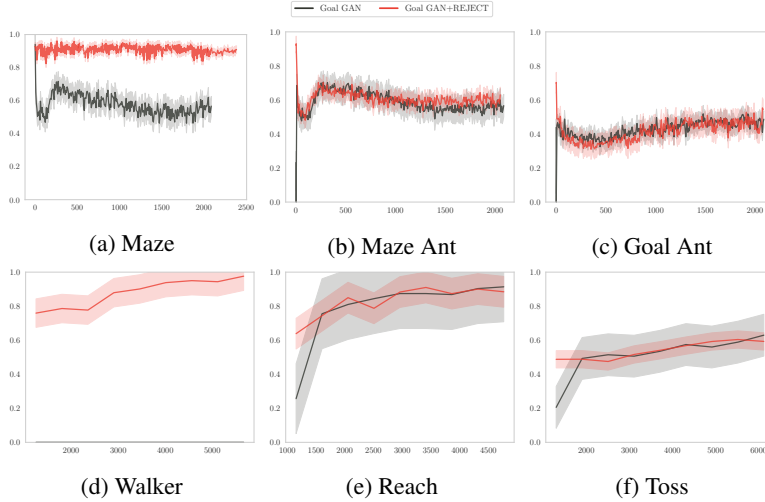 Goal GAN Goal GAN+REJECT
1.0 1.0 1.0
0.8 0.8 0.8
0.6 0.6 0.6
0.4 0.4 0.4
0.2 0.2 0.2
0.0 0.0 0.0
0 500 1000 1500 2000 2500 0 500 1000 1500 2000 0 500 1000 1500 2000
(a) Maze (b) Maze Ant (c) Goal Ant
1.0 1.0 1.0
0.8 0.8 0.8
0.6 0.6 0.6
0.4 0.4 0.4
0.2 0.2 0.2
0.0 0.0 0.0
2000 3000 4000 5000 1000 1500 2000 2500 3000 3500 4000 4500 2000 3000 4000 5000 6000
(d) Walker (e) Reach (f) Toss